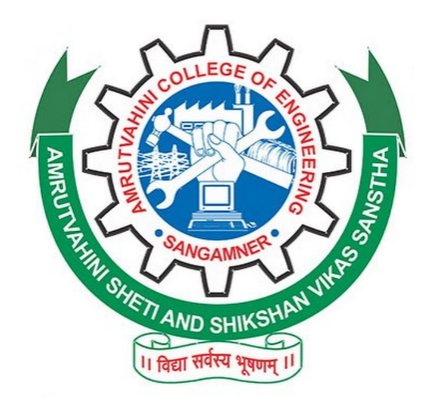 AMRUTVAHINI COLLEGE OF ENGINEERING
• SANGAMNER •
AMRUTVAHINI SHETI AND SHIKSHAN VIKAS SANSTHA
।। विद्या सर्वस्य भूषणम् ।।